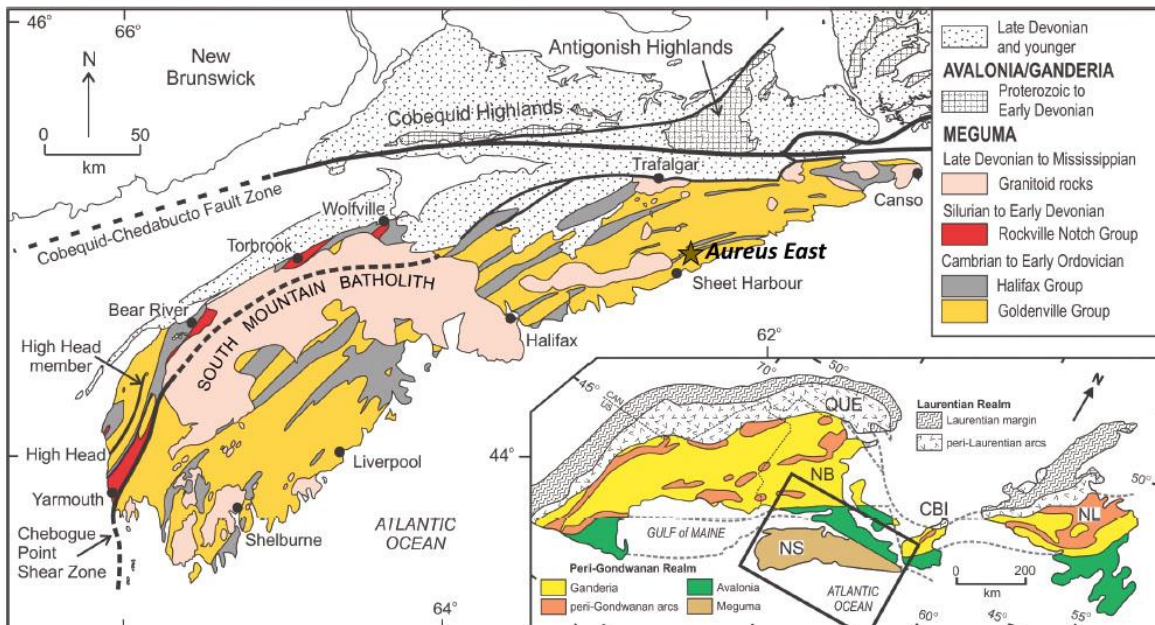 46°
66°
N
New
Brunswick
0
50
km
Antigonish Highlands
Cobequid Highlands
Trafalgar
Canso
Cobequid-Chedabucto Fault Zone
Wolfville
Torbrook
Aureus East
Sheet Harbour
SOUTH MOUNTAIN BATHOLITH
Bear River
Halifax
High Head
member
62°
High Head
44°
Liverpool
Yarmouth
Chebogue
Point
Shear Zone
Shelburne
ATLANTIC
OCEAN
64°
Late Devonian
and younger
AVALONIA/GANDERIA
Proterozoic to
Early Devonian
MEGUMA
Late Devonian to Mississippian
Granitoid rocks
Silurian to Early Devonian
Rockville Notch Group
Cambrian to Early Ordovician
Halifax Group
Goldenville Group
70°
50°
45°
CAN
US
QUE
Laurentian Realm
Laurentian margin
peri-Laurentian arcs
N
NB
50°
CBI
NL
GULF of MAINE
NS
Peri-Gondwanan Realm
Ganderia
Avalonia
peri-Gondwanan arcs
Meguma
ATLANTIC
OCEAN
0
200
km
60°
45°
55°